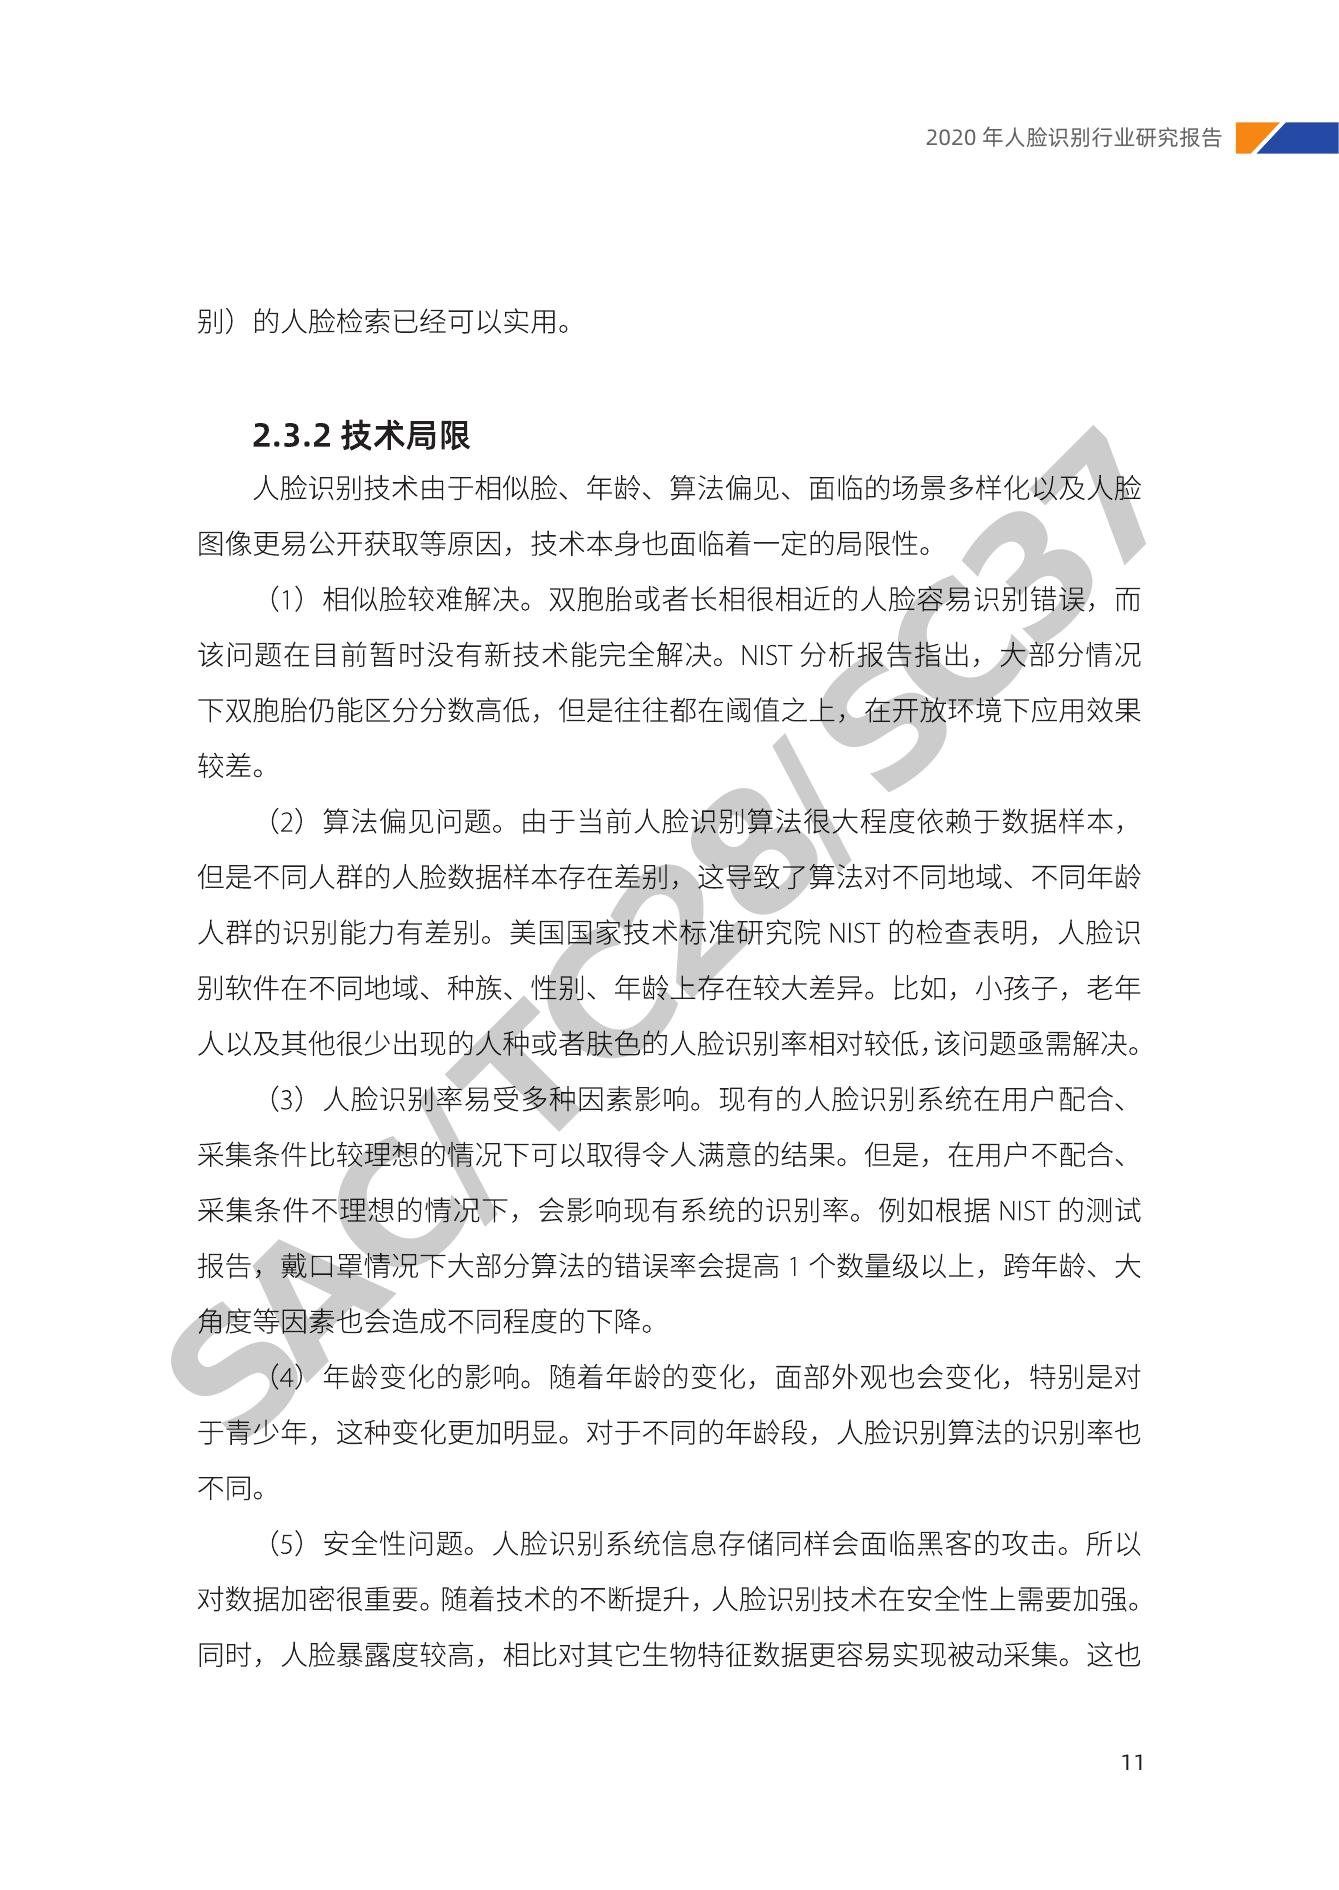 2020 年人脸识别行业研究报告
别）的人脸检索已经可以实用。
2.3.2 技术局限
人脸识别技术由于相似脸、年龄、算法偏见、面临的场景多样化以及人脸
图像更易公开获取等原因，技术本身也面临着一定的局限性。
（1）相似脸较难解决。双胞胎或者长相很相近的人脸容易识别错误，而
该问题在目前暂时没有新技术能完全解决。NIST 分析报告指出，大部分情况
下双胞胎仍能区分分数高低，但是往往都在阈值之上，在开放环境下应用效果
较差。
（2）算法偏见问题。由于当前人脸识别算法很大程度依赖于数据样本，
但是不同人群的人脸数据样本存在差别，这导致了算法对不同地域、不同年龄
人群的识别能力有差别。美国国家技术标准研究院 NIST 的检查表明，人脸识
别软件在不同地域、种族、性别、年龄上存在较大差异。比如，小孩子，老年
人以及其他很少出现的人种或者肤色的人脸识别率相对较低，该问题亟需解决。
（3）人脸识别率易受多种因素影响。现有的人脸识别系统在用户配合、
采集条件比较理想的情况下可以取得令人满意的结果。但是，在用户不配合、
采集条件不理想的情况下，会影响现有系统的识别率。例如根据 NIST 的测试
报告，戴口罩情况下大部分算法的错误率会提高 1 个数量级以上，跨年龄、大
角度等因素也会造成不同程度的下降。
（4）年龄变化的影响。随着年龄的变化，面部外观也会变化，特别是对
于青少年，这种变化更加明显。对于不同的年龄段，人脸识别算法的识别率也
不同。
（5）安全性问题。人脸识别系统信息存储同样会面临黑客的攻击。所以
对数据加密很重要。随着技术的不断提升，人脸识别技术在安全性上需要加强。
同时，人脸暴露度较高，相比对其它生物特征数据更容易实现被动采集。这也
SAC/TC28/SC37
11